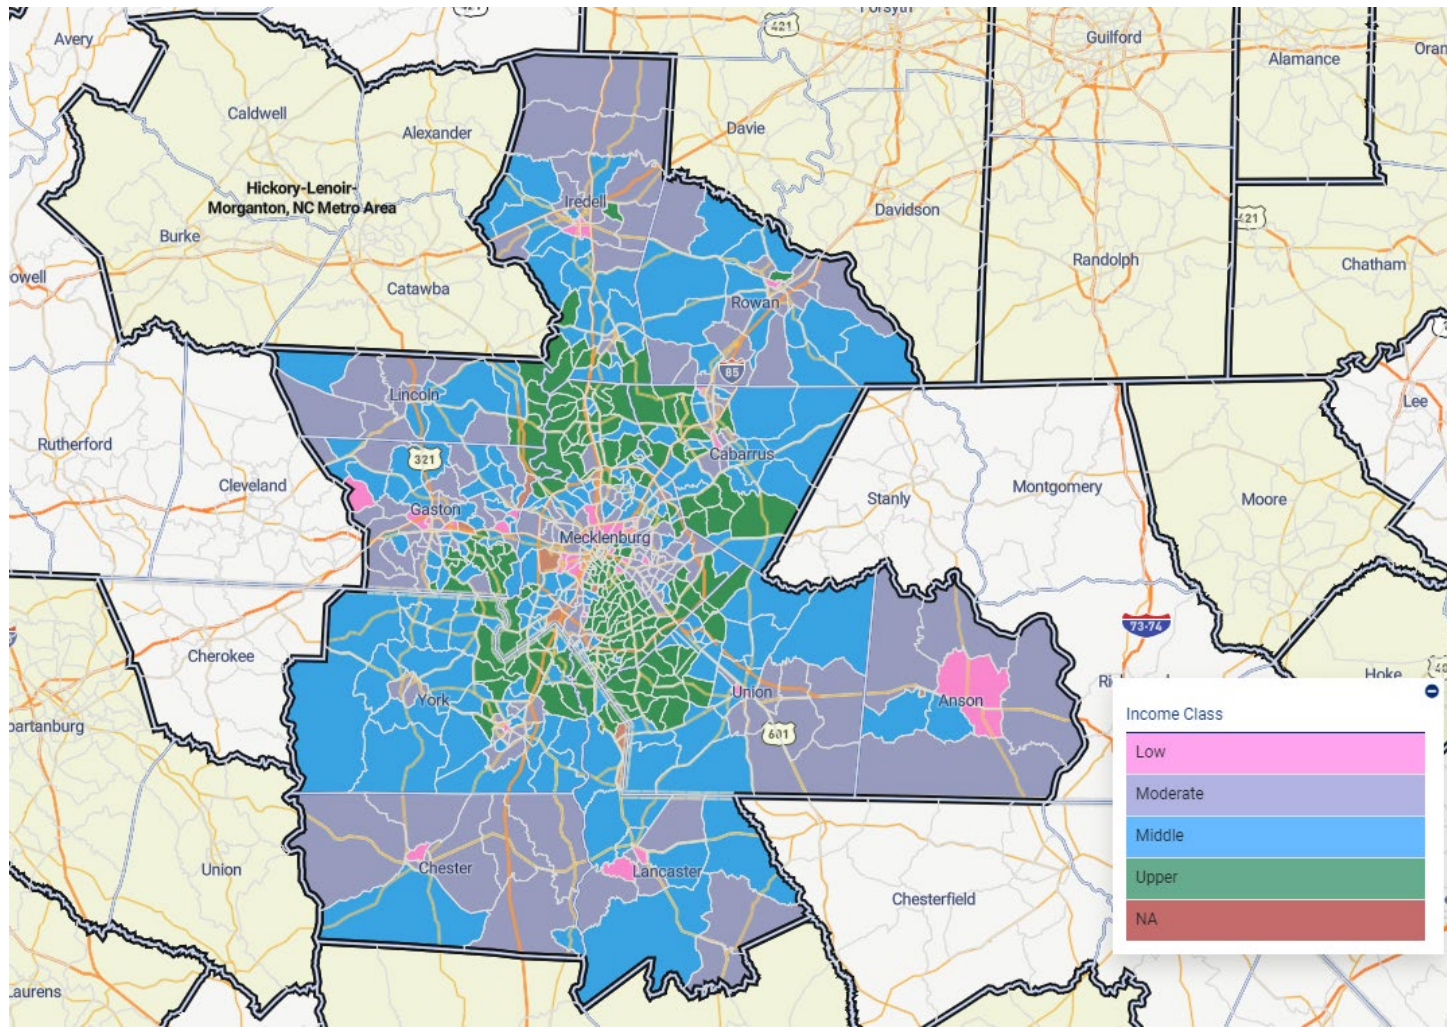 421
Forsyth
Avery
Guilford
Alamance
Caldwell
Alexander
Davie
Hickory-Lenoir-
Morganton, NC Metro Area
Iredell
Davidson
421
Burke
owell
Randolph
Chatham
Catawba
Rowan
85
Lincoln
Lee
Rutherford
321
Cabarrus
Cleveland
Stanly
Montgomery
Moore
Gaston
Mecklenburg
73-74
Cherokee
Hoke
York
Union
Anson
partanburg
601
Income Class
Low
Moderate
Middle
Upper
NA
Union
Chester
Lancaster
Chesterfield
Laurens